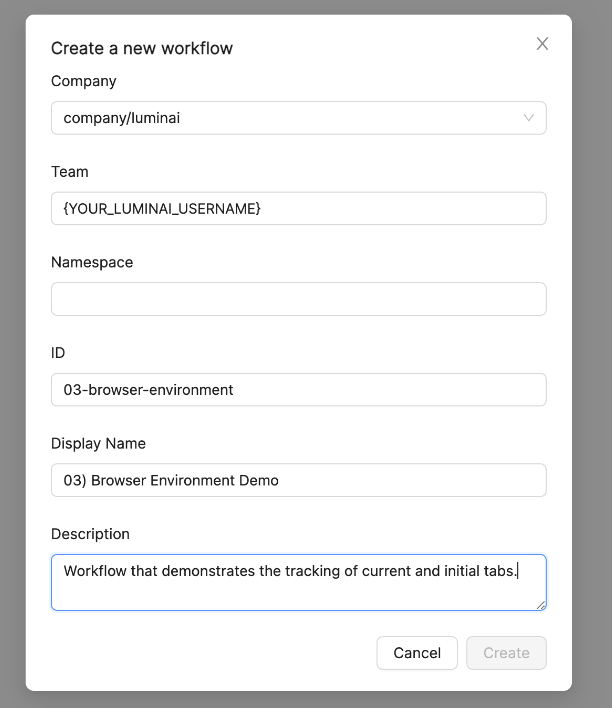 Create a new workflow
Company
company/luminai
Team
{YOUR_LUMINAI_USERNAME}
Namespace
ID
03-browser-environment
Display Name
03) Browser Environment Demo
Description
Workflow that demonstrates the tracking of current and initial tabs.
Cancel
Create